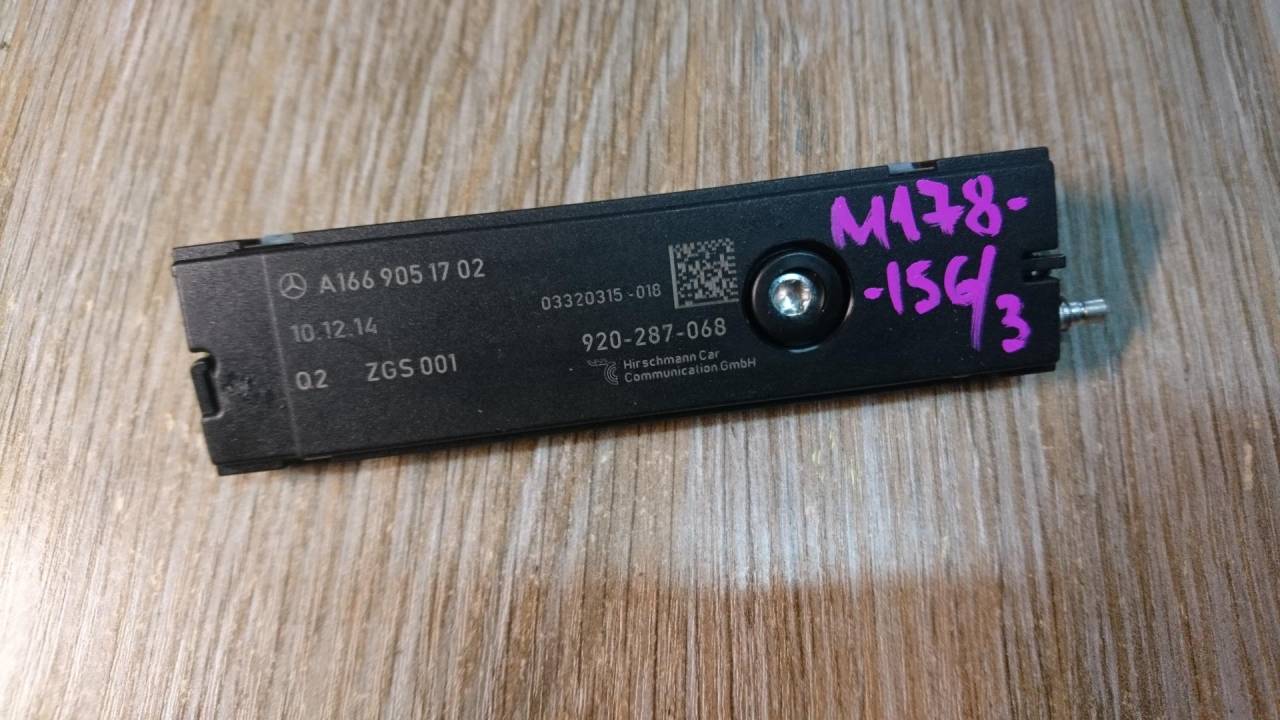 A166 905 17 02
10.12.14
Q2 ZGS 001
03320315-018
920-287-068
Hirschmann Car
Communication GmbH
M178-
-156/3